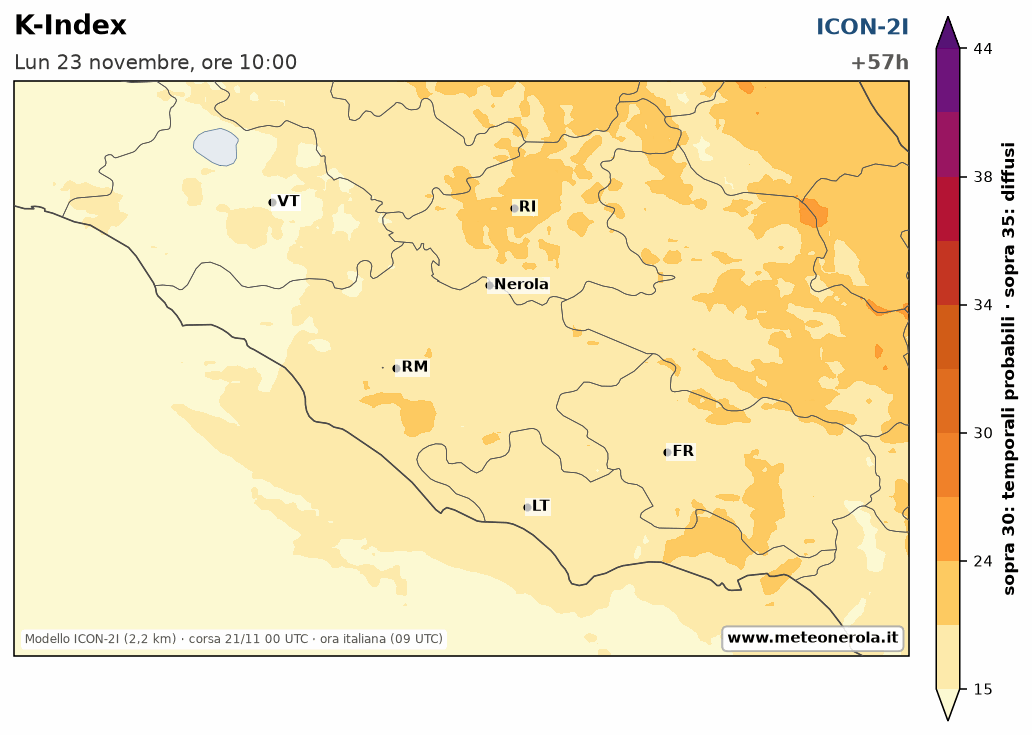 K-Index
ICON-2I
Lun 23 novembre, ore 10:00
+57h
VT
RI
Nerola
RM
FR
LT
Modello ICON-2I (2,2 km) · corsa 21/11 00 UTC · ora italiana (09 UTC)
www.meteonerola.it
44
38
34
30
24
15
sopra 30: temporali probabili · sopra 35: diffusi